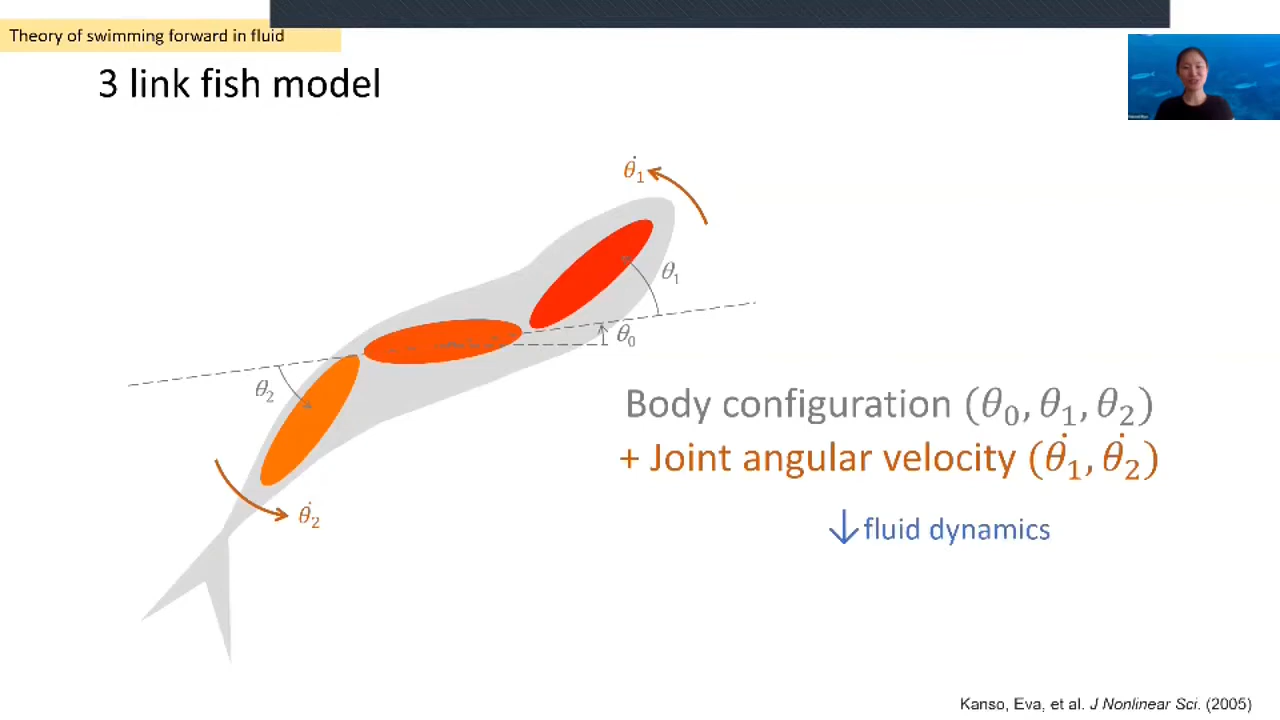 Theory of swimming forward in fluid
3 link fish model
θ̇₁
θ₁
θ₀
θ₂
θ̇₂
Body configuration (θ₀, θ₁, θ₂)
+ Joint angular velocity (θ̇₁, θ̇₂)
↓ fluid dynamics
Kanso, Eva, et al. J Nonlinear Sci. (2005)